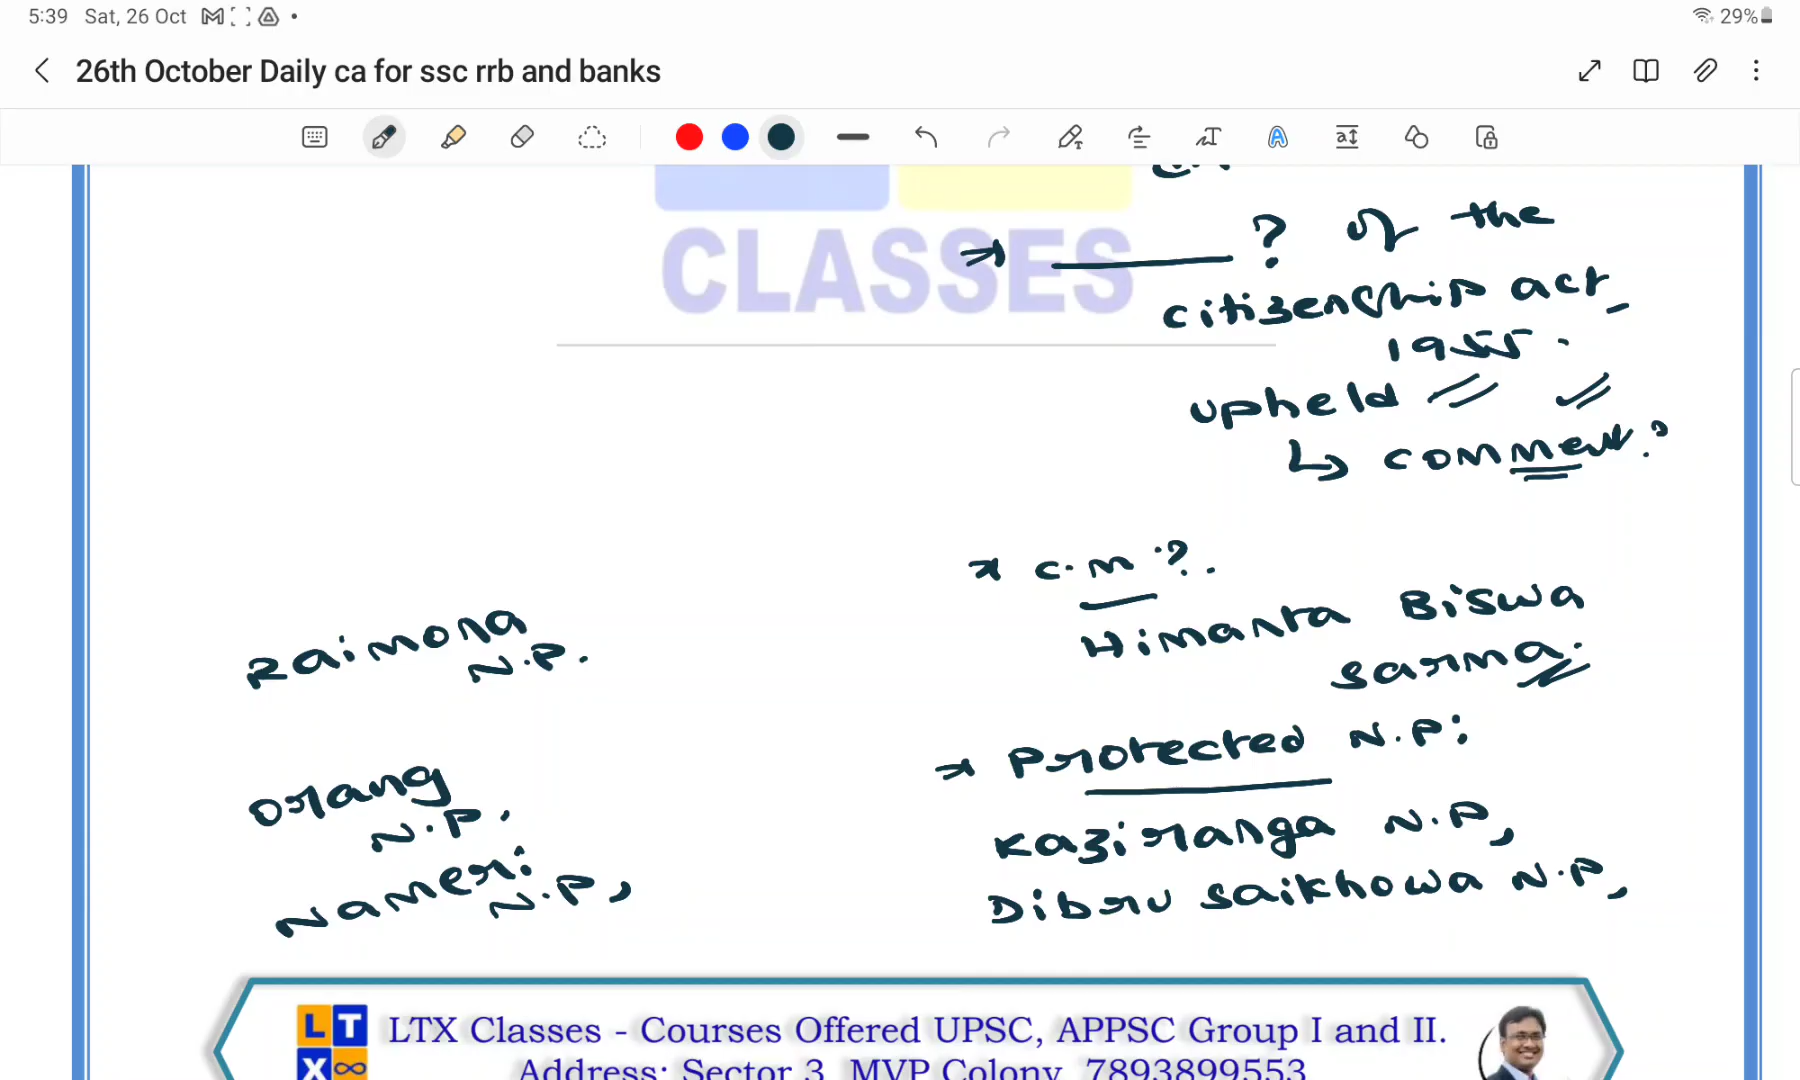 5:39 Sat, 26 Oct
29%
26th October Daily ca for ssc rrb and banks
CLASSES
→ ______? of the
citizenship act,
1955.
upheld
↳ comment?
* C.M?.
Himanta Biswa
Sarma.
→ Protected N.P:
Kaziranga N.P,
Dibru Saikhowa N.P,
Raimona
N.P.
Orang
N.P.
Nameri
N.P,
LTX
LTX Classes - Courses Offered UPSC, APPSC Group I and II.
Address: Sector 3, MVP Colony, 7893899553